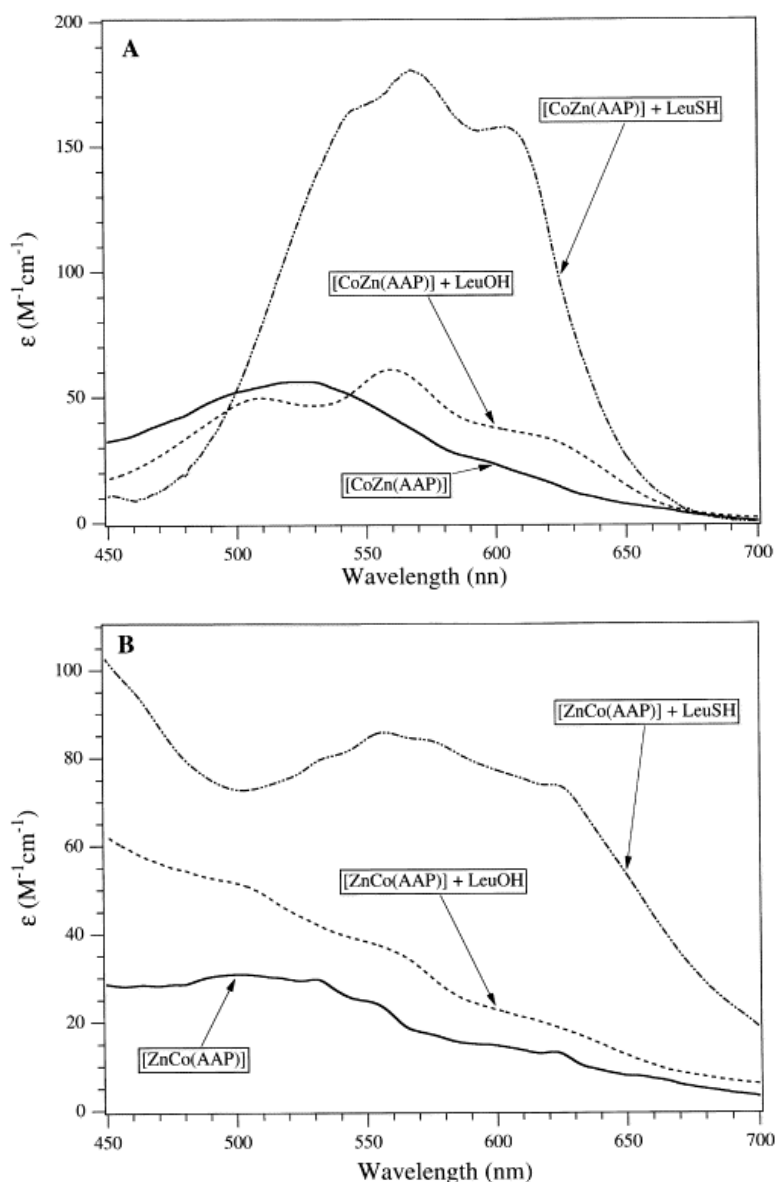 A
200
150
100
50
0
ε (M-1cm-1)
[CoZn(AAP)] + LeuSH
[CoZn(AAP)] + LeuOH
[CoZn(AAP)]
450 500 550 600 650 700
Wavelength (nn)
B
100
80
60
40
20
0
ε (M-1cm-1)
[ZnCo(AAP)] + LeuSH
[ZnCo(AAP)] + LeuOH
[ZnCo(AAP)]
450 500 550 600 650 700
Wavelength (nm)